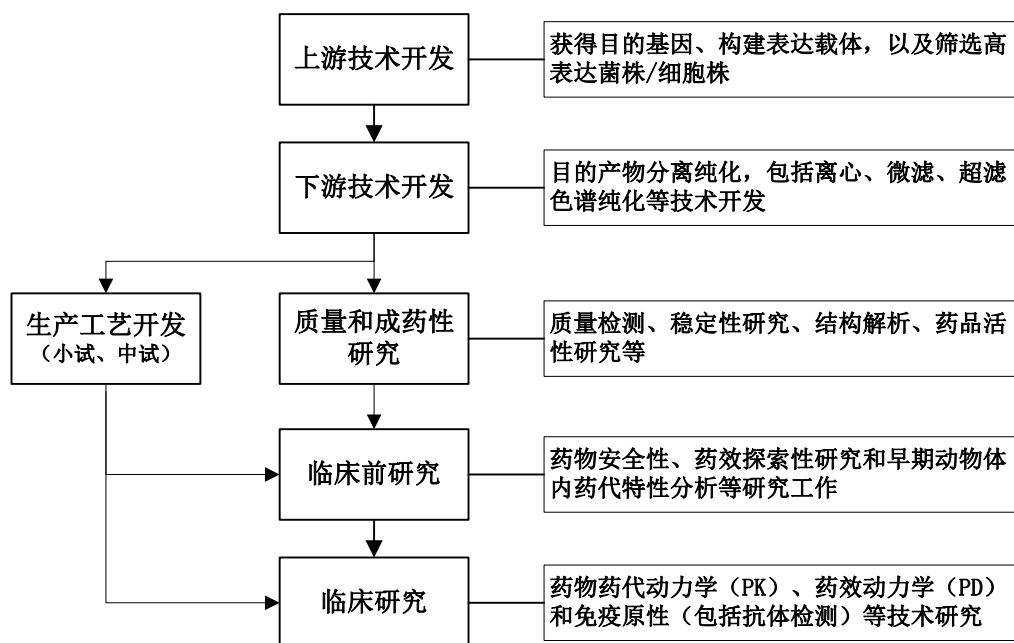 上游技术开发
获得目的基因、构建表达载体，以及筛选高
表达菌株/细胞株
下游技术开发
目的产物分离纯化，包括离心、微滤、超滤
色谱纯化等技术开发
生产工艺开发
（小试、中试）
质量和成药性
研究
质量检测、稳定性研究、结构解析、药品活
性研究等
临床前研究
药物安全性、药效探索性研究和早期动物体
内药代特性分析等研究工作
临床研究
药物药代动力学（PK）、药效动力学（PD）
和免疫原性（包括抗体检测）等技术研究